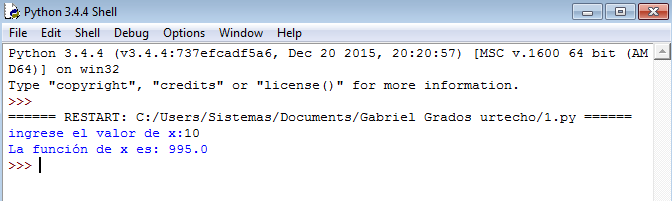 Python 3.4.4 Shell
File Edit Shell Debug Options Window Help
Python 3.4.4 (v3.4.4:737efcadf5a6, Dec 20 2015, 20:20:57) [MSC v.1600 64 bit (AM
D64)] on win32
Type "copyright", "credits" or "license()" for more information.
>>>
====== RESTART: C:/Users/Sistemas/Documents/Gabriel Grados urtecho/1.py ======
ingrese el valor de x:10
La función de x es: 995.0
>>>